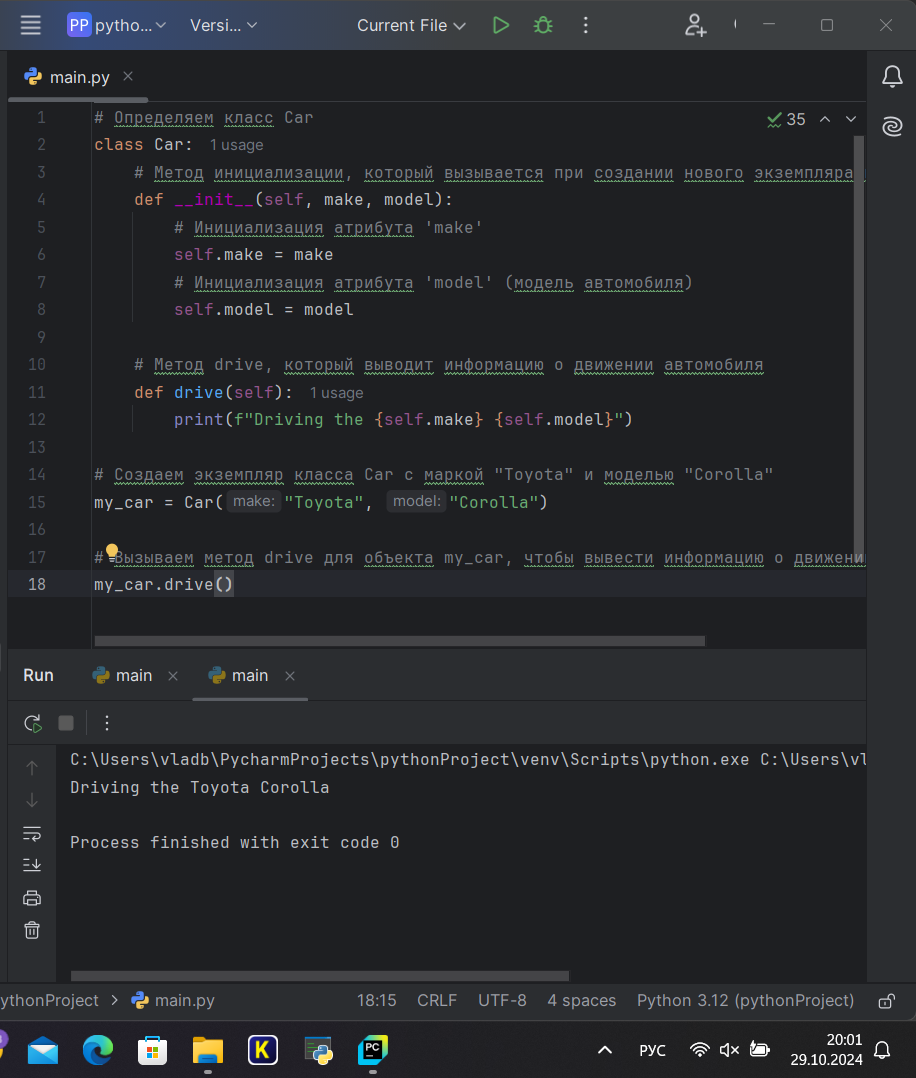 PP pytho... Versi... Current File
main.py
35
1 # Определяем класс Car
2 class Car: 1 usage
3 # Метод инициализации, который вызывается при создании нового экземпляра
4 def __init__(self, make, model):
5 # Инициализация атрибута 'make'
6 self.make = make
7 # Инициализация атрибута 'model' (модель автомобиля)
8 self.model = model
9
10 # Метод drive, который выводит информацию о движении автомобиля
11 def drive(self): 1 usage
12 print(f"Driving the {self.make} {self.model}")
13
14 # Создаем экземпляр класса Car с маркой "Toyota" и моделью "Corolla"
15 my_car = Car( make: "Toyota", model: "Corolla")
16
17 # Вызываем метод drive для объекта my_car, чтобы вывести информацию о движени
18 my_car.drive()
Run main main
C:\Users\vladb\PycharmProjects\pythonProject\venv\Scripts\python.exe C:\Users\vl
Driving the Toyota Corolla
Process finished with exit code 0
ythonProject main.py 18:15 CRLF UTF-8 4 spaces Python 3.12 (pythonProject)
K PC РУС 20:01
29.10.2024